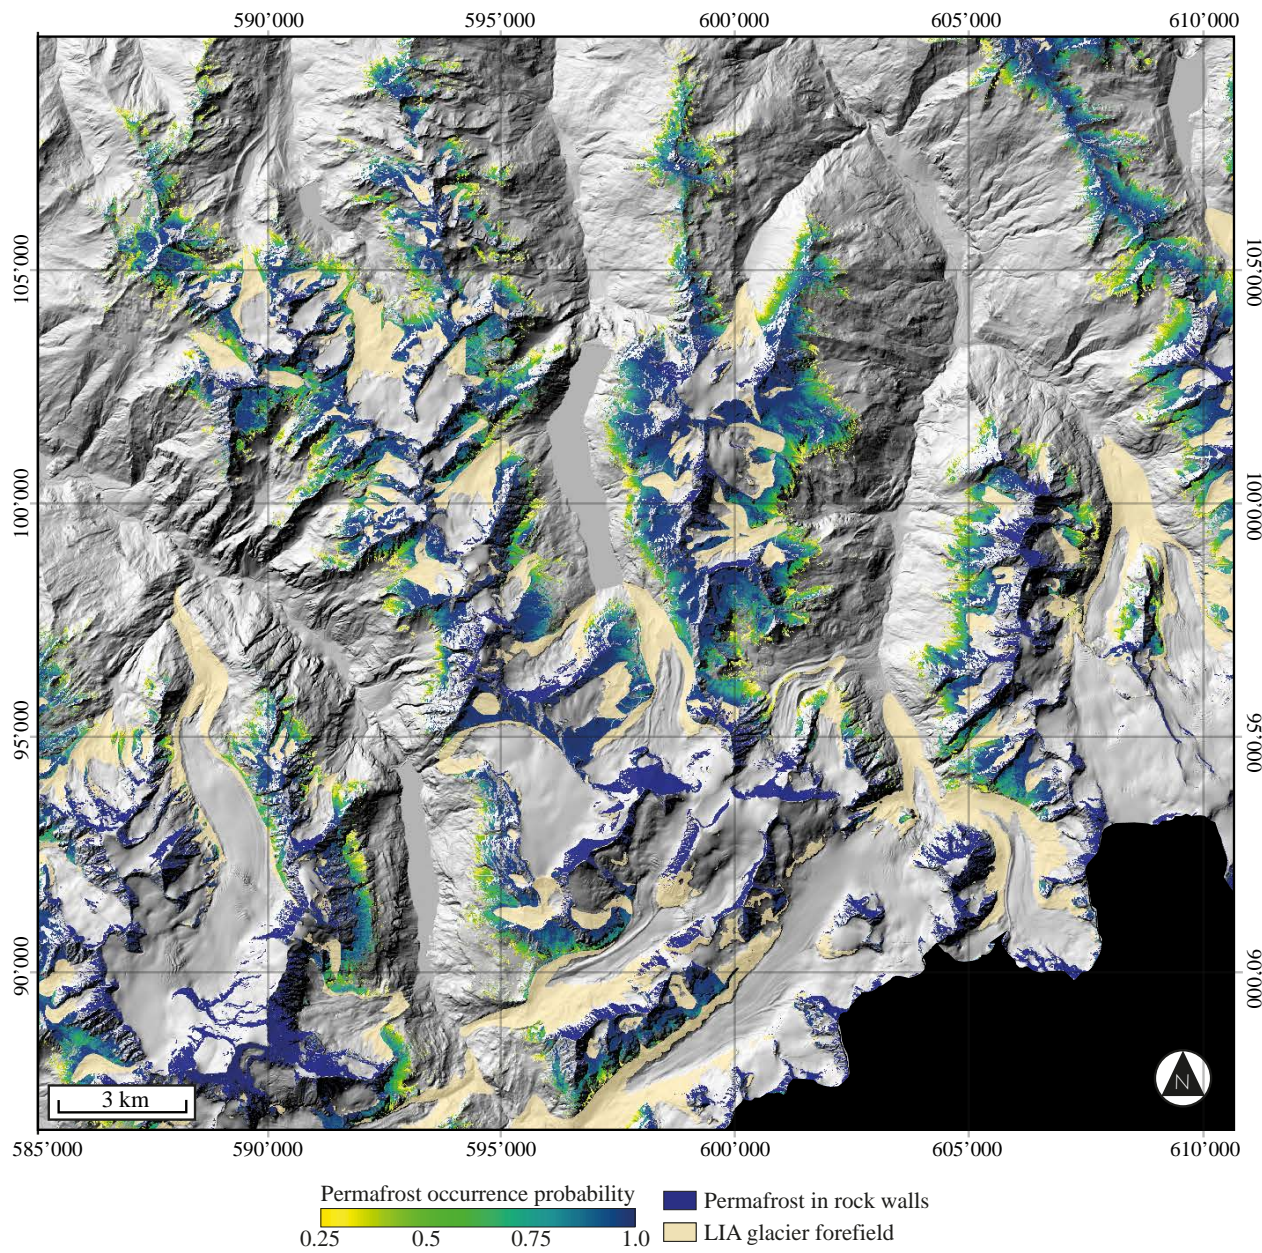 590’000 595’000 600’000 605’000 610’000
105’000 105’000
100’000 100’000
95’000 95’000
90’000 90’000
N
3 km
585’000 590’000 595’000 600’000 605’000 610’000
Permafrost occurrence probability
0.25 0.5 0.75 1.0
Permafrost in rock walls
LIA glacier forefield